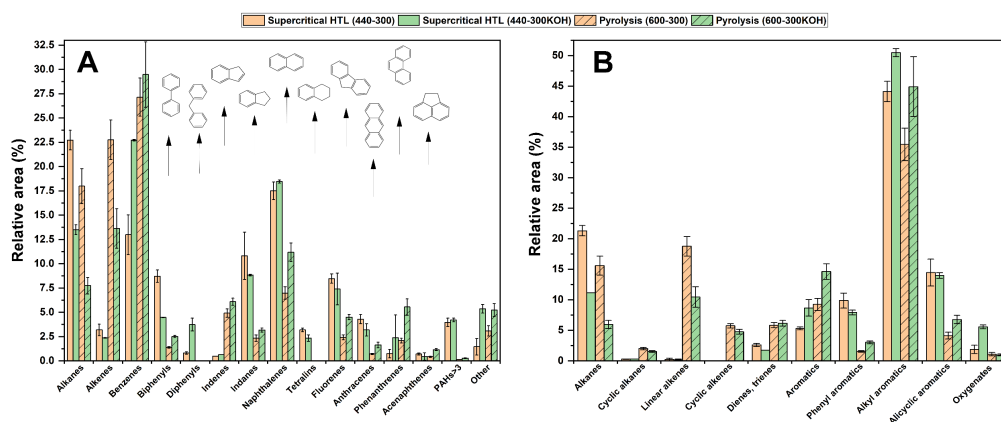 Supercritical HTL (440-300) Supercritical HTL (440-300KOH) Pyrolysis (600-300) Pyrolysis (600-300KOH)
A
Relative area (%)
32.5
30.0
27.5
25.0
22.5
20.0
17.5
15.0
12.5
10.0
7.5
5.0
2.5
0.0
Alkanes
Alkenes
Benzenes
Biphenyls
Diphenyls
Indenes
Indanes
Naphthalenes
Tetralins
Fluorenes
Anthracenes
Phenanthrenes
Acenaphthenes
PAHs>3
Other
B
Relative area (%)
50
45
40
35
30
25
20
15
10
5
0
Alkanes
Cyclic alkanes
Linear alkenes
Cyclic alkenes
Dienes, trienes
Aromatics
Phenyl aromatics
Alkyl aromatics
Alicyclic aromatics
Oxygenates